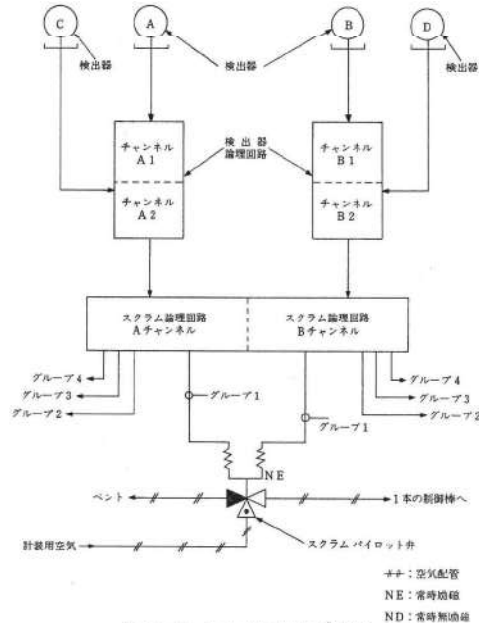 C
A
B
D
検出器
検出器
検出器
検出器
チャンネル
A1
チャンネル
A2
検出器
論理回路
チャンネル
B1
チャンネル
B2
スクラム論理回路
Aチャンネル
スクラム論理回路
Bチャンネル
グループ4
グループ3
グループ2
グループ1
グループ1
グループ4
グループ3
グループ2
NE
ベント
1本の制御棒へ
計装用空気
スクラムパイロット弁
：空気配管
NE：常時励磁
ND：常時無励磁